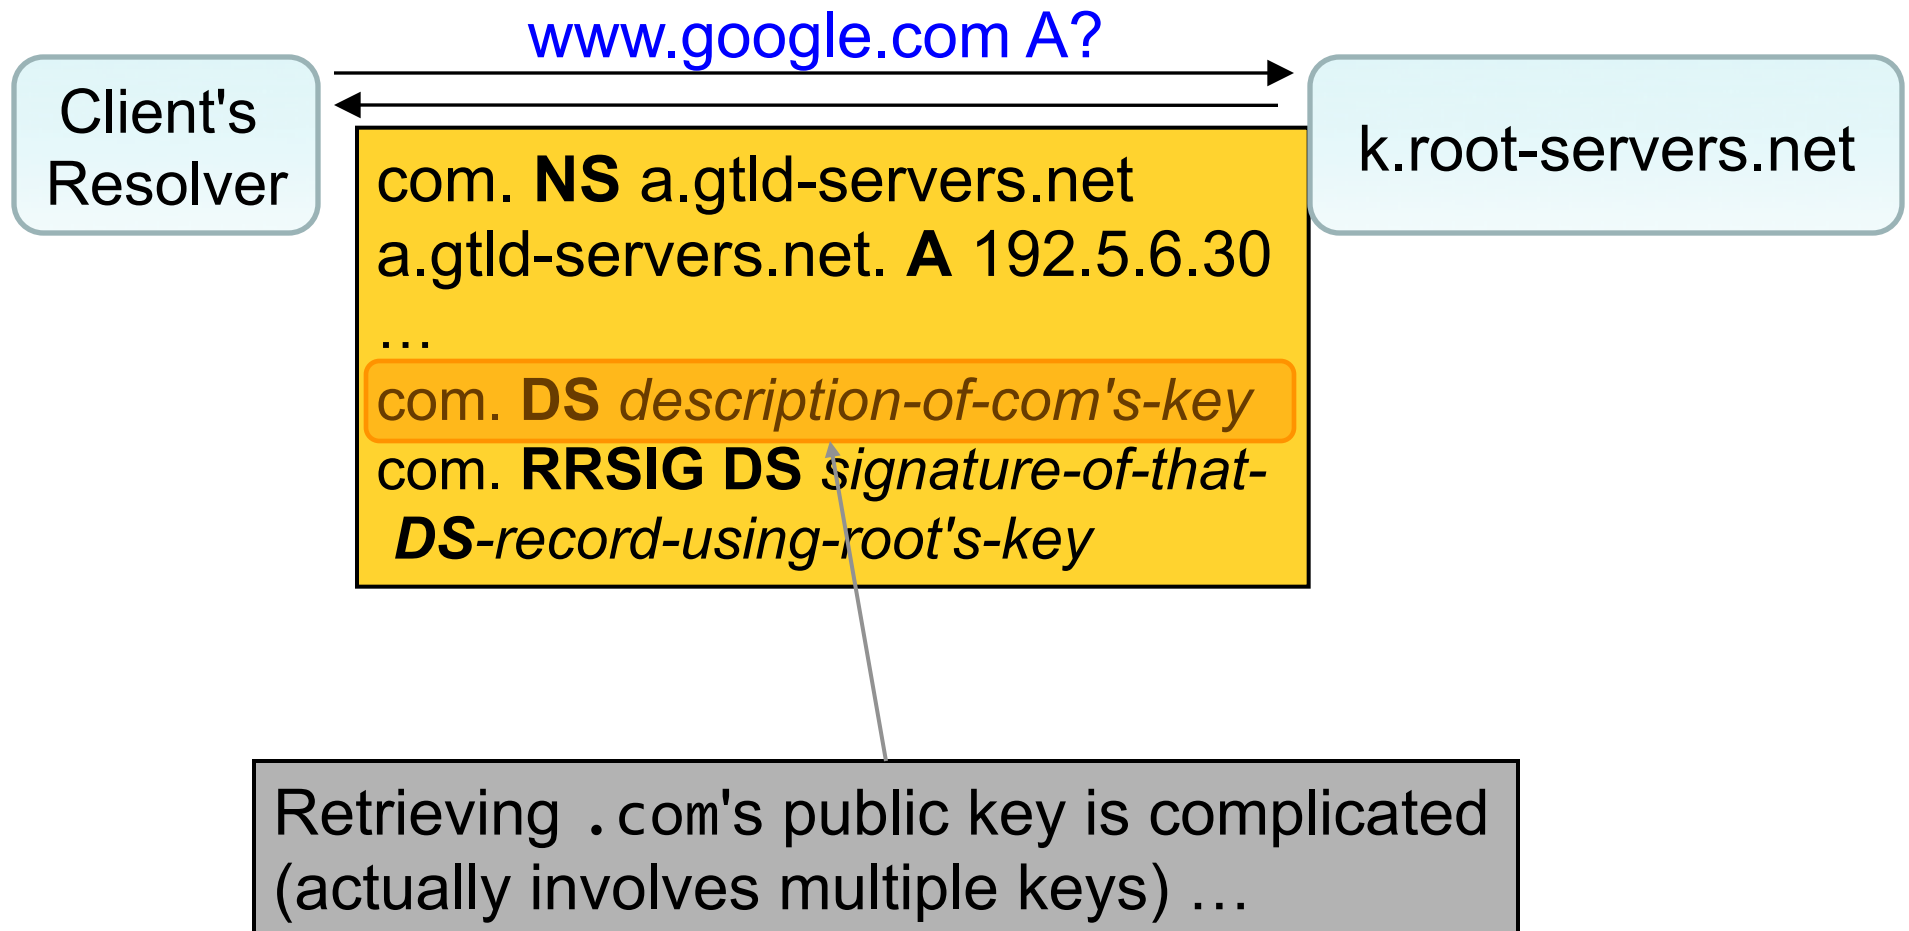 www.google.com A?
Client's
Resolver
k.root-servers.net
com. NS a.gtld-servers.net
a.gtld-servers.net. A 192.5.6.30
…
com. DS description-of-com's-key
com. RRSIG DS signature-of-that-
DS-record-using-root's-key
Retrieving .com's public key is complicated
(actually involves multiple keys) …